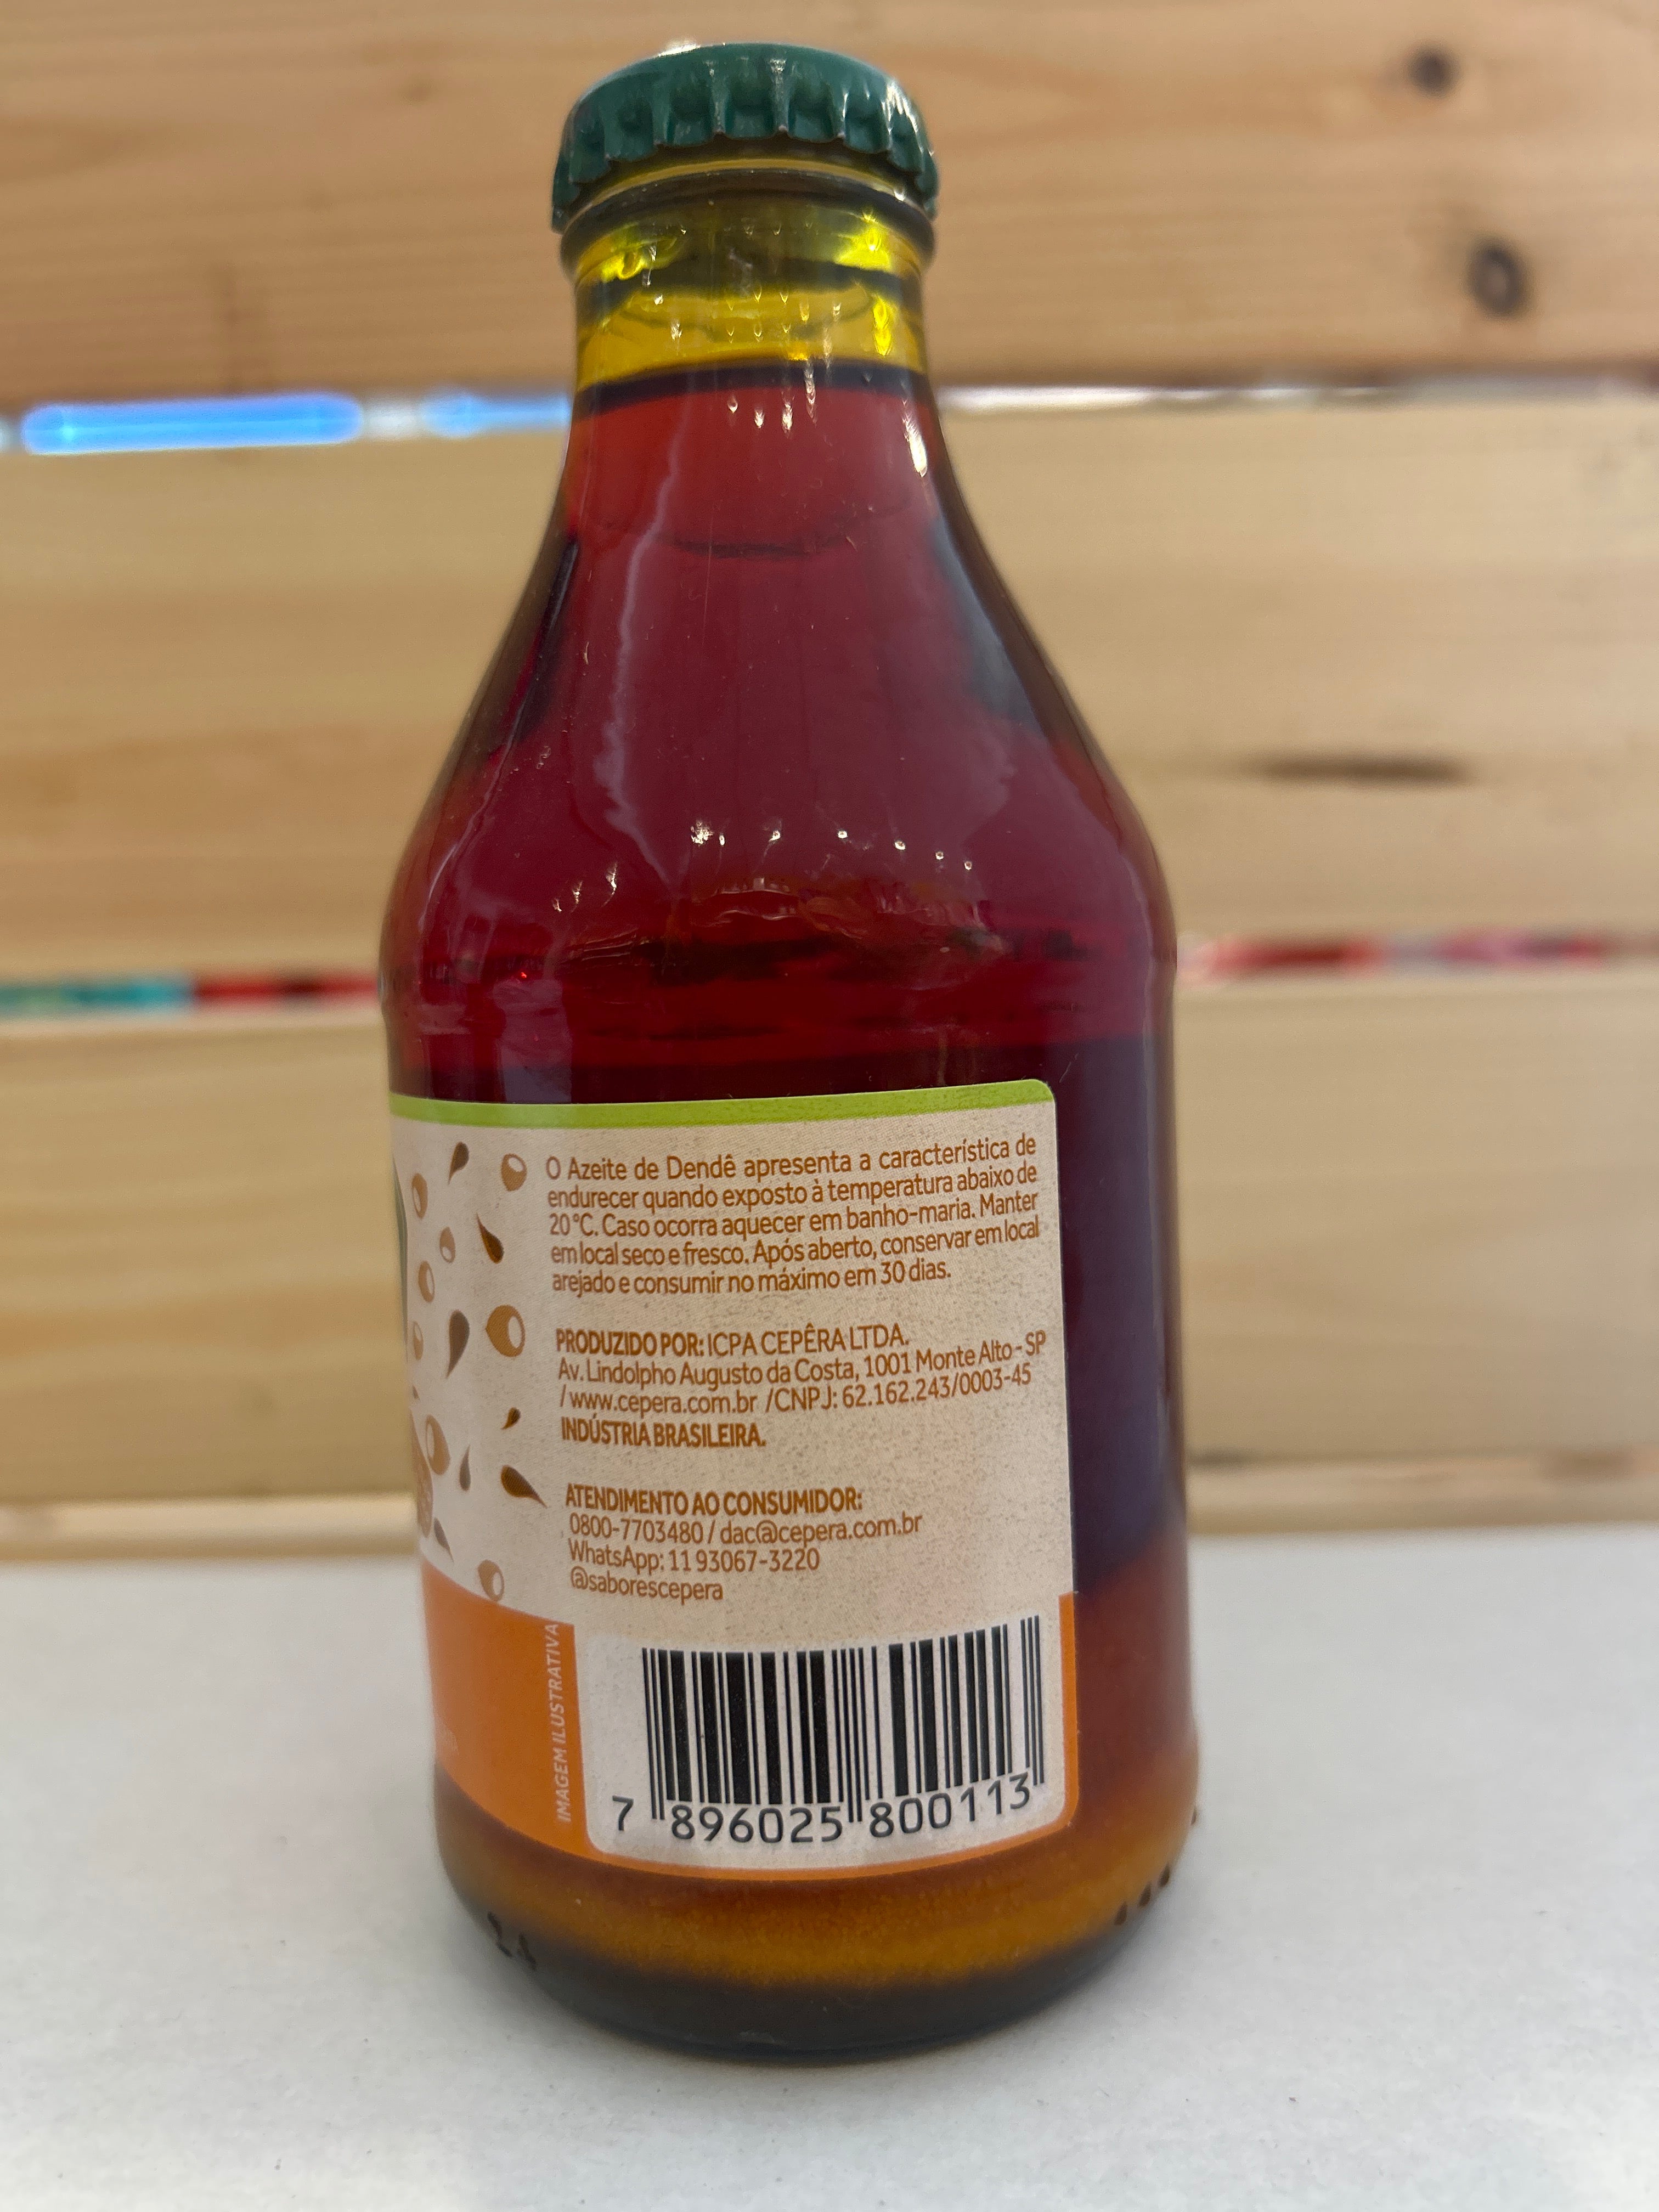 O Azeite de Dendê apresenta a característica de
endurecer quando exposto à temperatura abaixo de
20°C. Caso ocorra aquecer em banho-maria. Manter
em local seco e fresco. Após aberto, conservar em local
arejado e consumir no máximo em 30 dias.
PRODUZIDO POR: ICPA CEPÊRA LTDA.
Av. Lindolpho Augusto da Costa, 1001 Monte Alto - SP
/ www.cepera.com.br /CNPJ: 62.162.243/0003-45
INDÚSTRIA BRASILEIRA.
ATENDIMENTO AO CONSUMIDOR:
0800-7703480 / dac@cepera.com.br
WhatsApp: 11 93067-3220
@saborescepera
IMAGEM ILUSTRATIVA
7 896025 800113